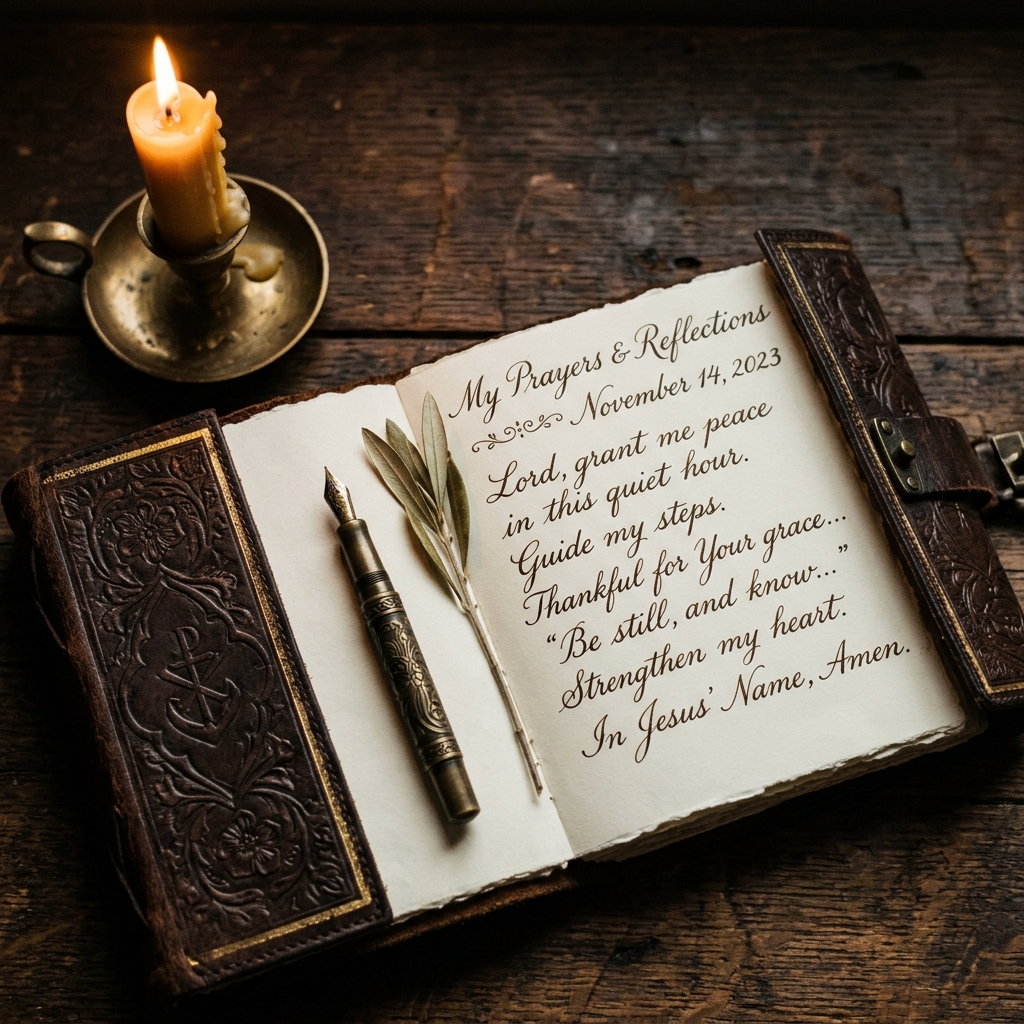 My Prayers & Reflections
November 14, 2023
Lord, grant me peace
in this quiet hour.
Guide my steps.
Thankful for Your grace...
"Be still, and know..."
Strengthen my heart.
In Jesus' Name, Amen.